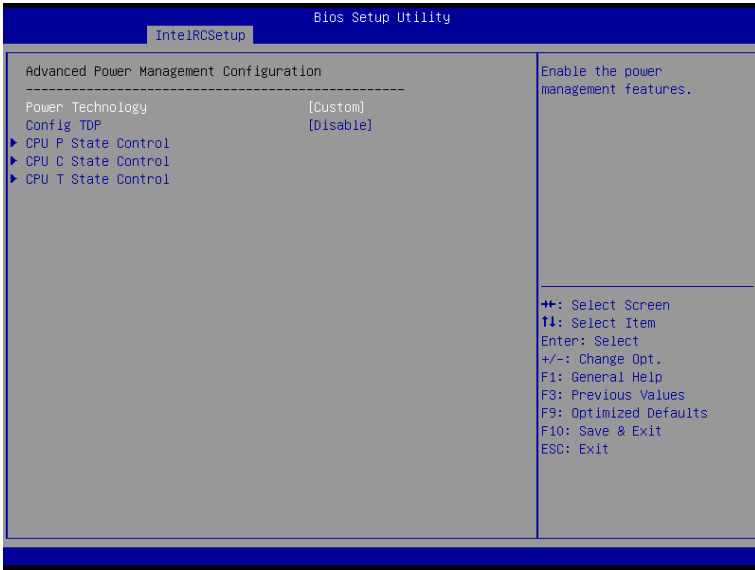 Bios Setup Utility
IntelRCSetup
Advanced Power Management Configuration
--------------------------------------------------
Power Technology [Custom]
Config TDP [Disable]
CPU P State Control
CPU C State Control
CPU T State Control
Enable the power
management features.
→←: Select Screen
↑↓: Select Item
Enter: Select
+/-: Change Opt.
F1: General Help
F3: Previous Values
F9: Optimized Defaults
F10: Save & Exit
ESC: Exit